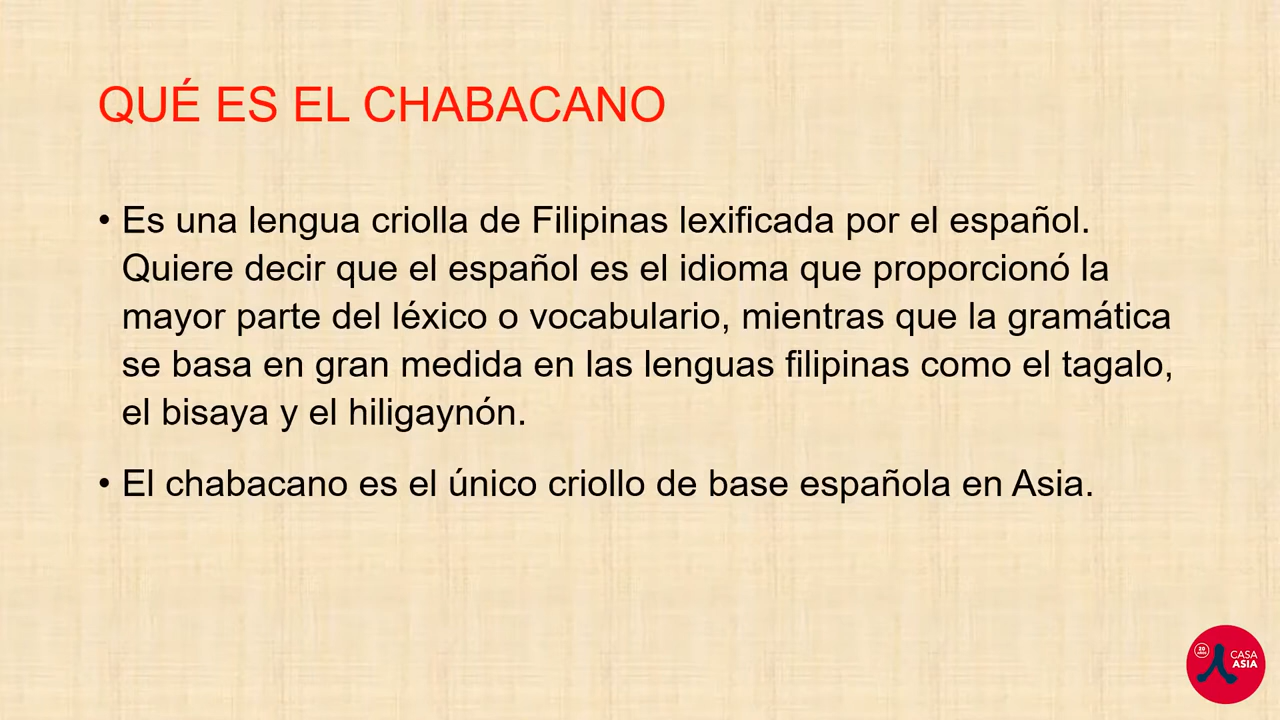 QUÉ ES EL CHABACANO
• Es una lengua criolla de Filipinas lexificada por el español.
Quiere decir que el español es el idioma que proporcionó la
mayor parte del léxico o vocabulario, mientras que la gramática
se basa en gran medida en las lenguas filipinas como el tagalo,
el bisaya y el hiligaynón.
• El chabacano es el único criollo de base española en Asia.
20
años
CASA
ASIA